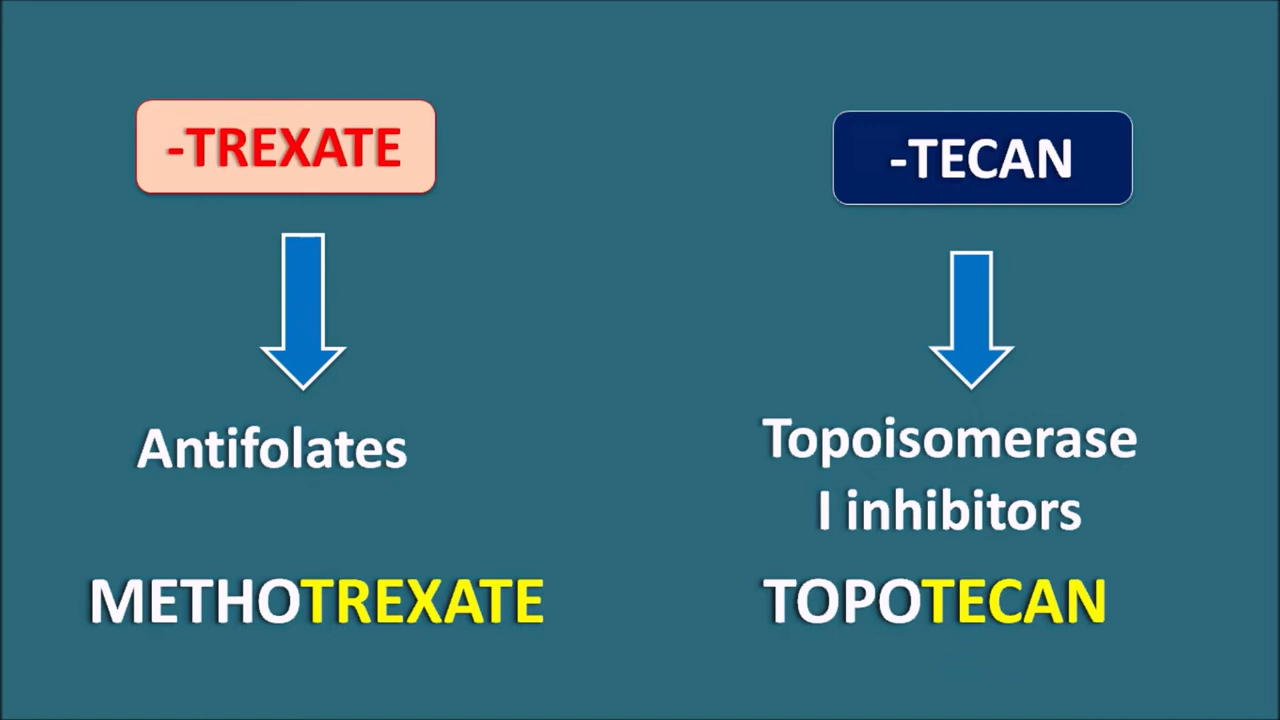 -TREXATE
Antifolates
METHOTREXATE
-TECAN
Topoisomerase
I inhibitors
TOPOTECAN